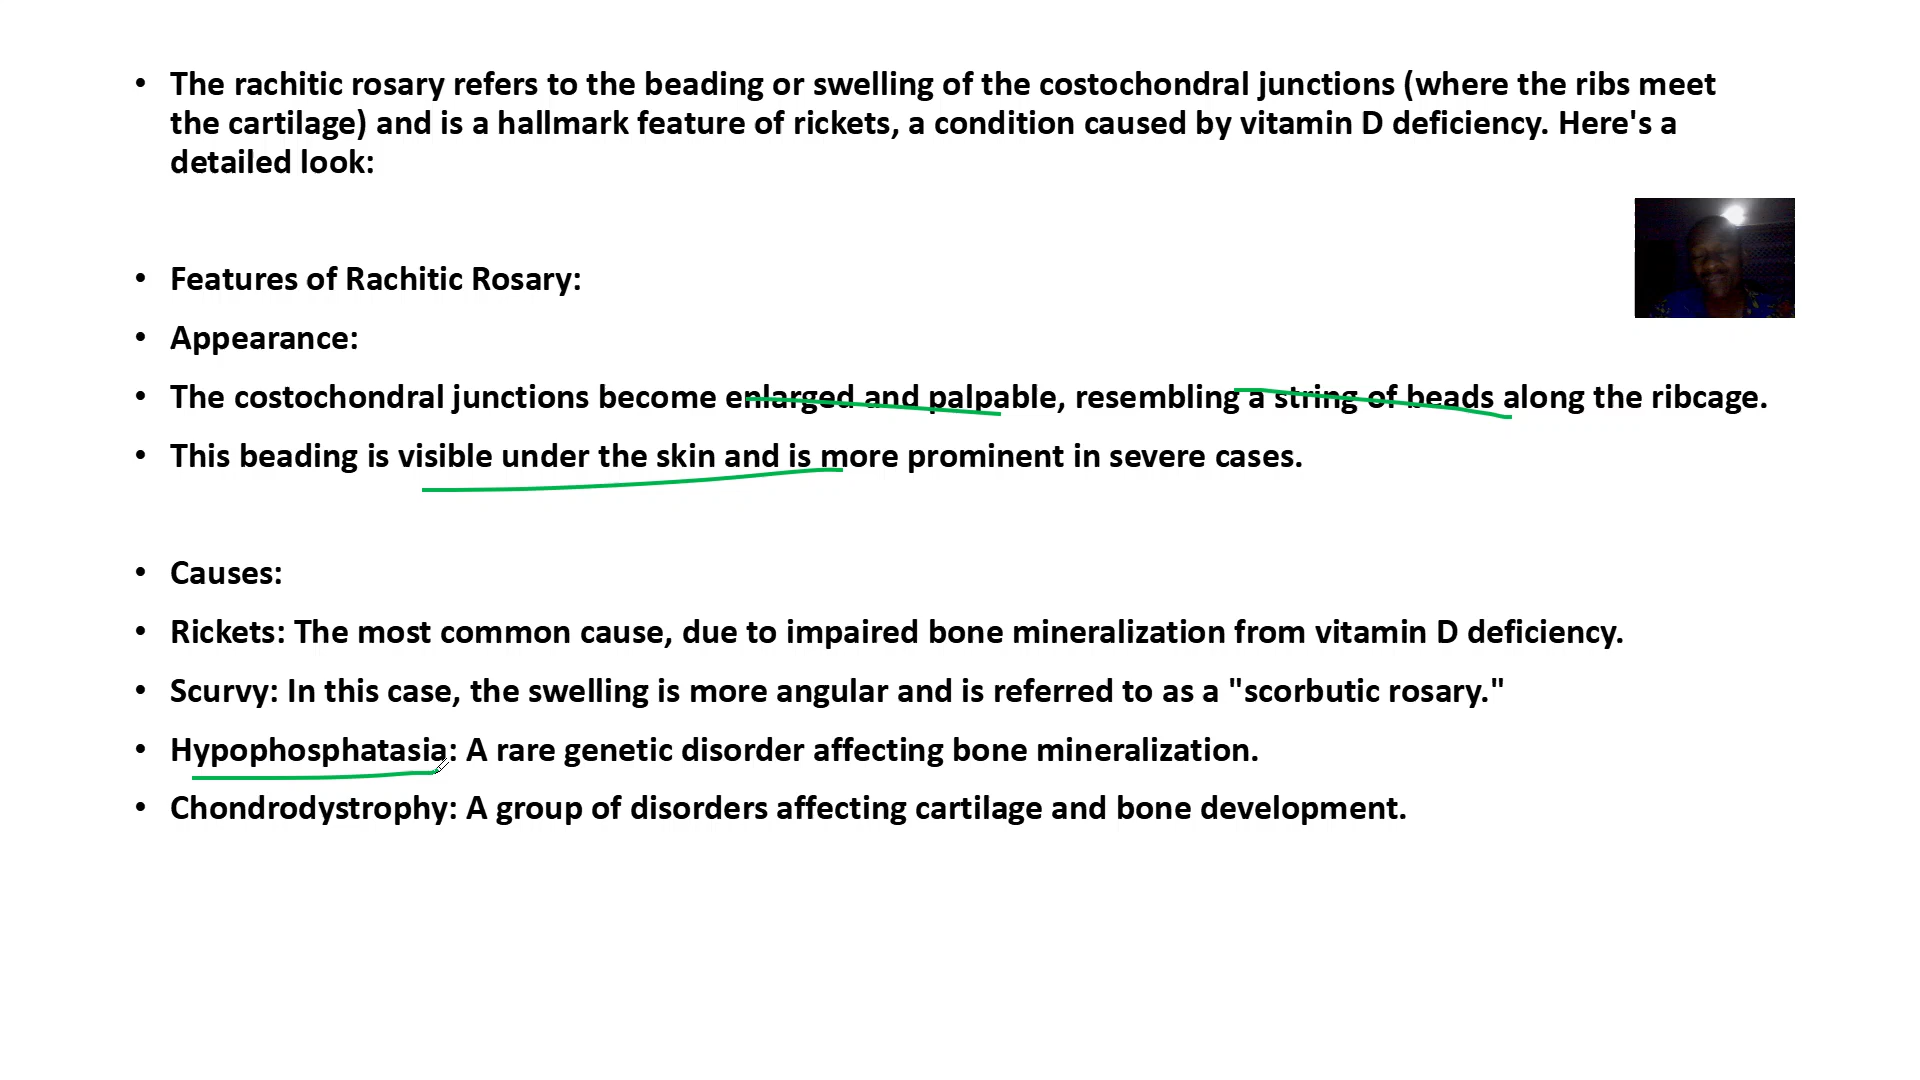 • The rachitic rosary refers to the beading or swelling of the costochondral junctions (where the ribs meet
the cartilage) and is a hallmark feature of rickets, a condition caused by vitamin D deficiency. Here's a
detailed look:
• Features of Rachitic Rosary:
• Appearance:
• The costochondral junctions become enlarged and palpable, resembling a string of beads along the ribcage.
• This beading is visible under the skin and is more prominent in severe cases.
• Causes:
• Rickets: The most common cause, due to impaired bone mineralization from vitamin D deficiency.
• Scurvy: In this case, the swelling is more angular and is referred to as a "scorbutic rosary."
• Hypophosphatasia: A rare genetic disorder affecting bone mineralization.
• Chondrodystrophy: A group of disorders affecting cartilage and bone development.